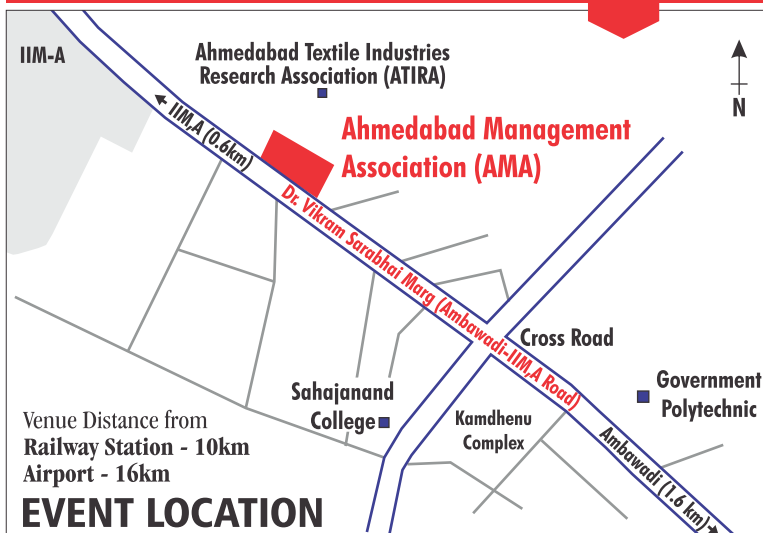 IIM-A
Ahmedabad Textile Industries
Research Association (ATIRA)
N
IIM,A (0.6km)
Ahmedabad Management
Association (AMA)
Dr. Vikram Sarabhai Marg (Ambawadi-IIM,A Road)
Cross Road
Sahajanand
College
Kamdhenu
Complex
Government
Polytechnic
Ambawadi (1.6 km)
Venue Distance from
Railway Station - 10km
Airport - 16km
EVENT LOCATION